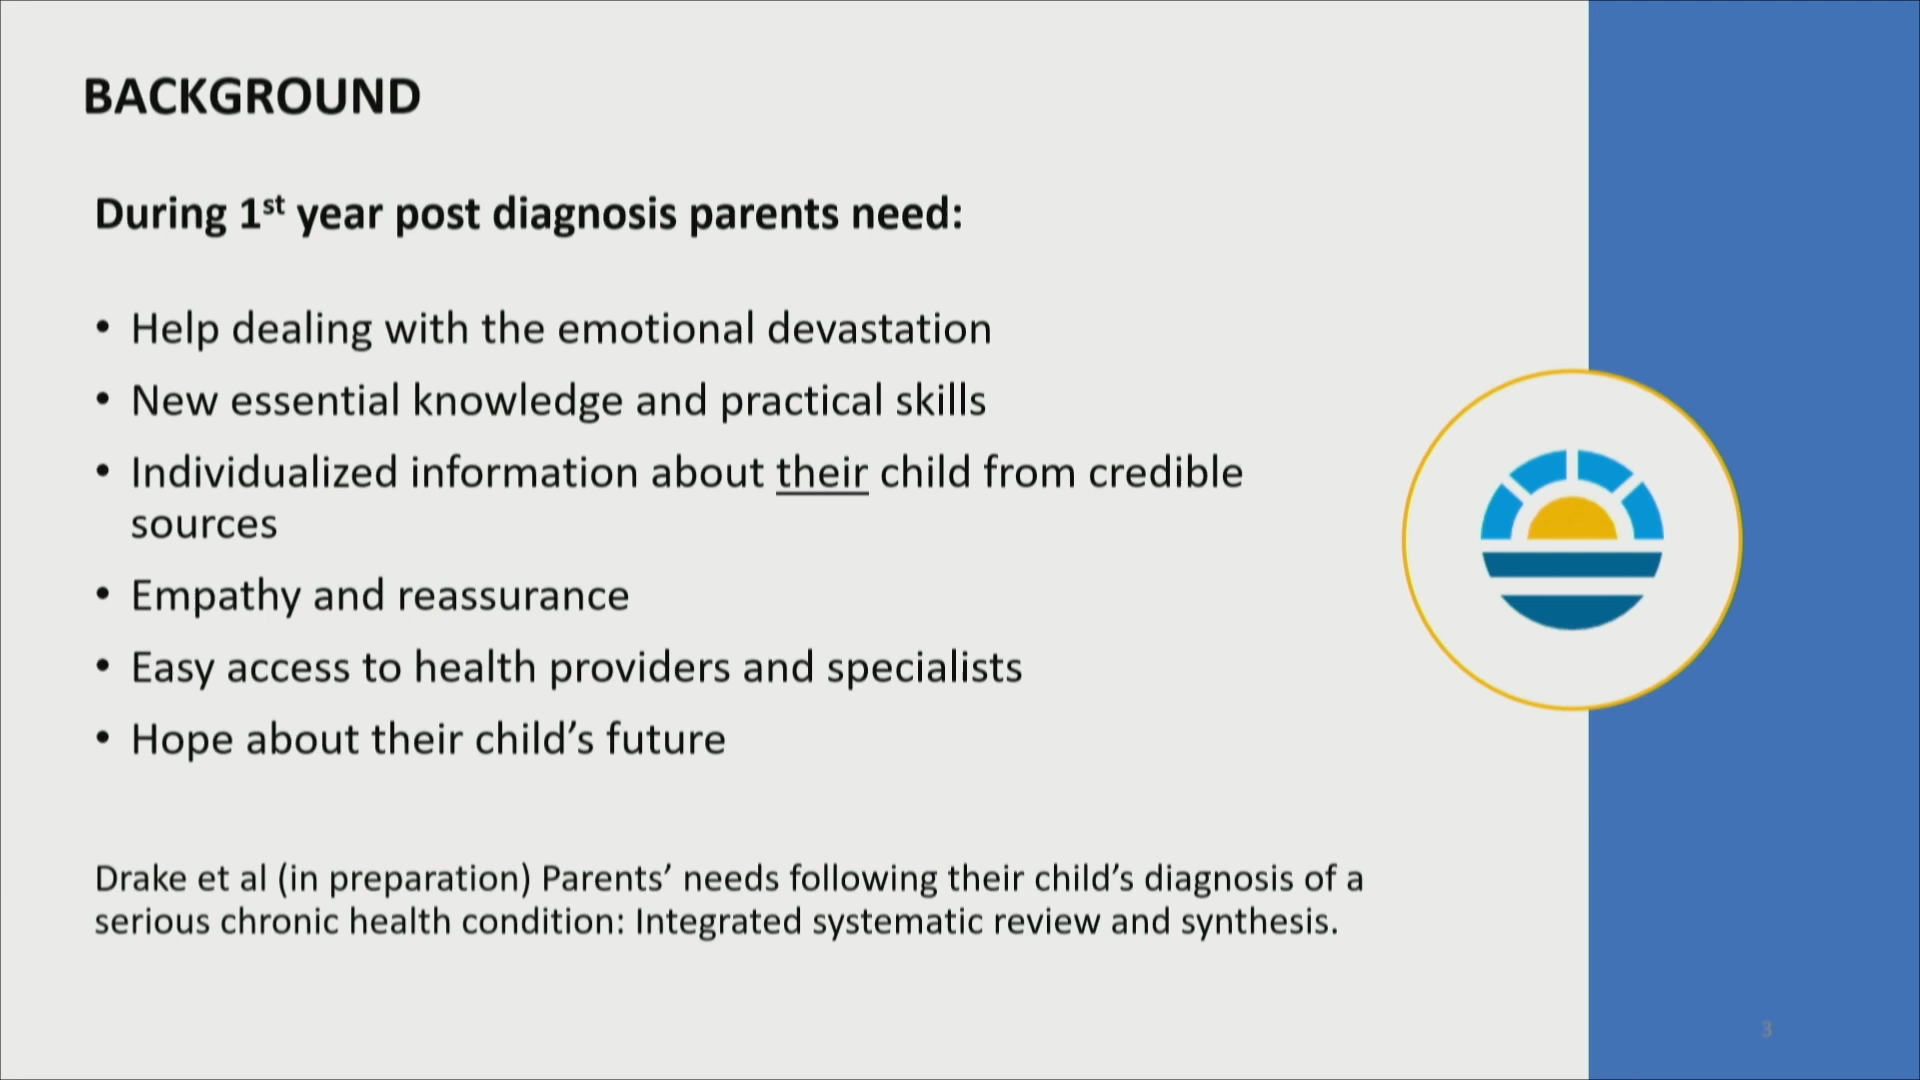 BACKGROUND
During 1st year post diagnosis parents need:
• Help dealing with the emotional devastation
• New essential knowledge and practical skills
• Individualized information about their child from credible
sources
• Empathy and reassurance
• Easy access to health providers and specialists
• Hope about their child’s future
Drake et al (in preparation) Parents’ needs following their child’s diagnosis of a
serious chronic health condition: Integrated systematic review and synthesis.
3